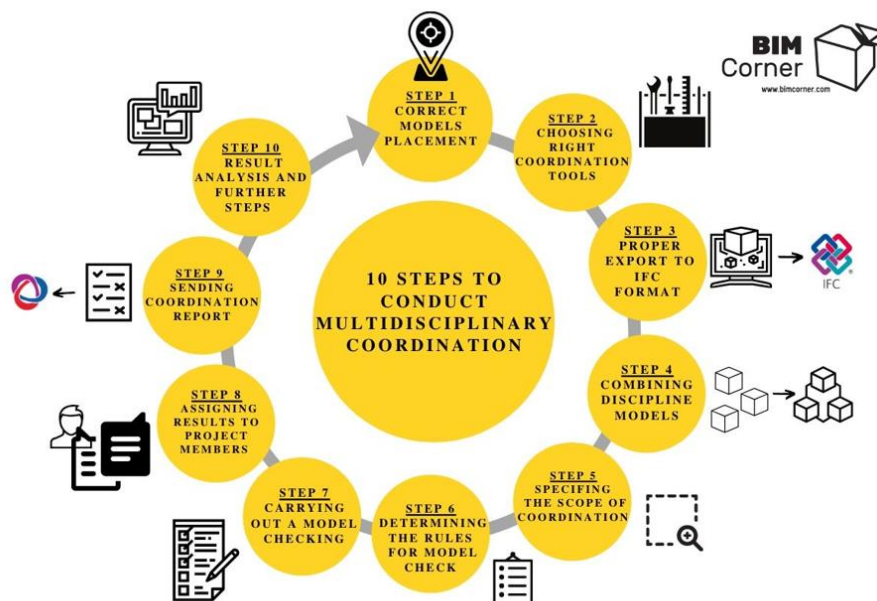 BIM
Corner
www.bimcorner.com
STEP 1
CORRECT
MODELS
PLACEMENT
STEP 2
CHOOSING
RIGHT
COORDINATION
TOOLS
STEP 3
PROPER
EXPORT TO
IFC
FORMAT
IFC
STEP 4
COMBINING
DISCIPLINE
MODELS
STEP 5
SPECIFING
THE SCOPE OF
COORDINATION
STEP 6
DETERMINING
THE RULES
FOR MODEL
CHECK
STEP 7
CARRYING
OUT A MODEL
CHECKING
STEP 8
ASSIGNING
RESULTS TO
PROJECT
MEMBERS
STEP 9
SENDING
COORDINATION
REPORT
STEP 10
RESULT
ANALYSIS AND
FURTHER
STEPS
10 STEPS TO
CONDUCT
MULTIDISCIPLINARY
COORDINATION